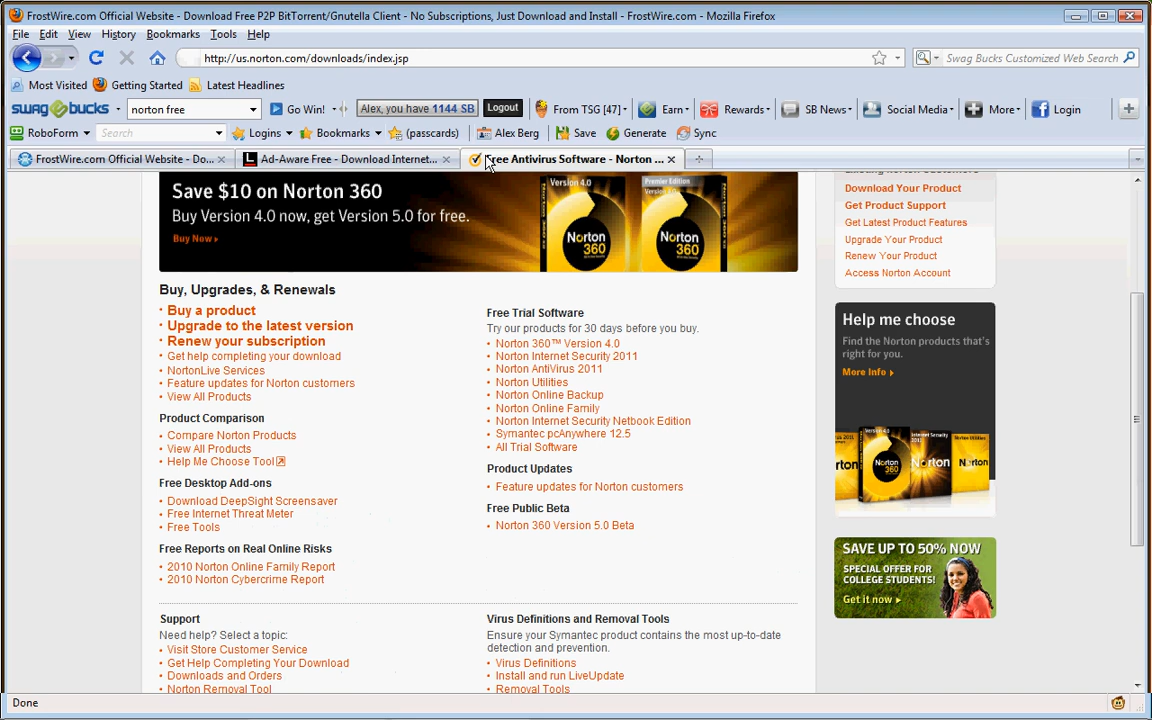 FrostWire.com Official Website - Download Free P2P BitTorrent/Gnutella Client - No Subscriptions, Just Download and Install - FrostWire.com - Mozilla Firefox
File Edit View History Bookmarks Tools Help
http://us.norton.com/downloads/index.jsp
Swag Bucks Customized Web Search
Most Visited Getting Started Latest Headlines
swagbucks norton free Go Win! Alex, you have 1144 SB Logout From TSG [47] Earn Rewards SB News Social Media More Login
RoboForm Search Logins Bookmarks (passcards) Alex Berg Save Generate Sync
FrostWire.com Official Website - Do... Ad-Aware Free - Download Internet... Free Antivirus Software - Norton ...
Save $10 on Norton 360
Buy Version 4.0 now, get Version 5.0 for free.
Buy Now
Version 4.0
Norton 360
Premier Edition
Version 4.0
Norton 360
Buy, Upgrades, & Renewals
Buy a product
Upgrade to the latest version
Renew your subscription
Get help completing your download
NortonLive Services
Feature updates for Norton customers
View All Products
Product Comparison
Compare Norton Products
View All Products
Help Me Choose Tool
Free Desktop Add-ons
Download DeepSight Screensaver
Free Internet Threat Meter
Free Tools
Free Reports on Real Online Risks
2010 Norton Online Family Report
2010 Norton Cybercrime Report
Free Trial Software
Try our products for 30 days before you buy.
Norton 360™ Version 4.0
Norton Internet Security 2011
Norton AntiVirus 2011
Norton Utilities
Norton Online Backup
Norton Online Family
Norton Internet Security Netbook Edition
Symantec pcAnywhere 12.5
All Trial Software
Product Updates
Feature updates for Norton customers
Free Public Beta
Norton 360 Version 5.0 Beta
Support
Need help? Select a topic:
Visit Store Customer Service
Get Help Completing Your Download
Downloads and Orders
Norton Removal Tool
Virus Definitions and Removal Tools
Ensure your Symantec product contains the most up-to-date
detection and prevention.
Virus Definitions
Install and run LiveUpdate
Removal Tools
Existing Norton Customers
Download Your Product
Get Product Support
Get Latest Product Features
Upgrade Your Product
Renew Your Product
Access Norton Account
Help me choose
Find the Norton products that's
right for you.
More Info
Norton 360
Norton
Norton
SAVE UP TO 50% NOW
SPECIAL OFFER FOR
COLLEGE STUDENTS!
Get it now
Done